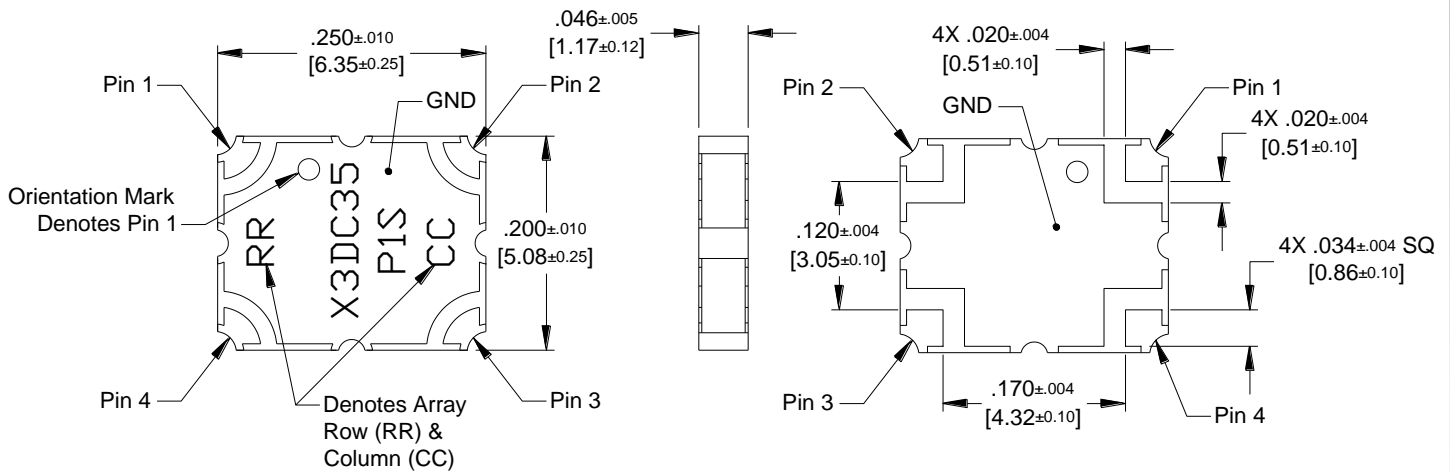 .250±.010
[6.35±0.25]
Pin 1
Pin 2
GND
Orientation Mark
Denotes Pin 1
RR
X3DC35
P1S
CC
.200±.010
[5.08±0.25]
Pin 4
Pin 3
Denotes Array
Row (RR) &
Column (CC)
.046±.005
[1.17±0.12]
4X .020±.004
[0.51±0.10]
Pin 2
GND
Pin 1
4X .020±.004
[0.51±0.10]
.120±.004
[3.05±0.10]
4X .034±.004 SQ
[0.86±0.10]
Pin 3
.170±.004
[4.32±0.10]
Pin 4